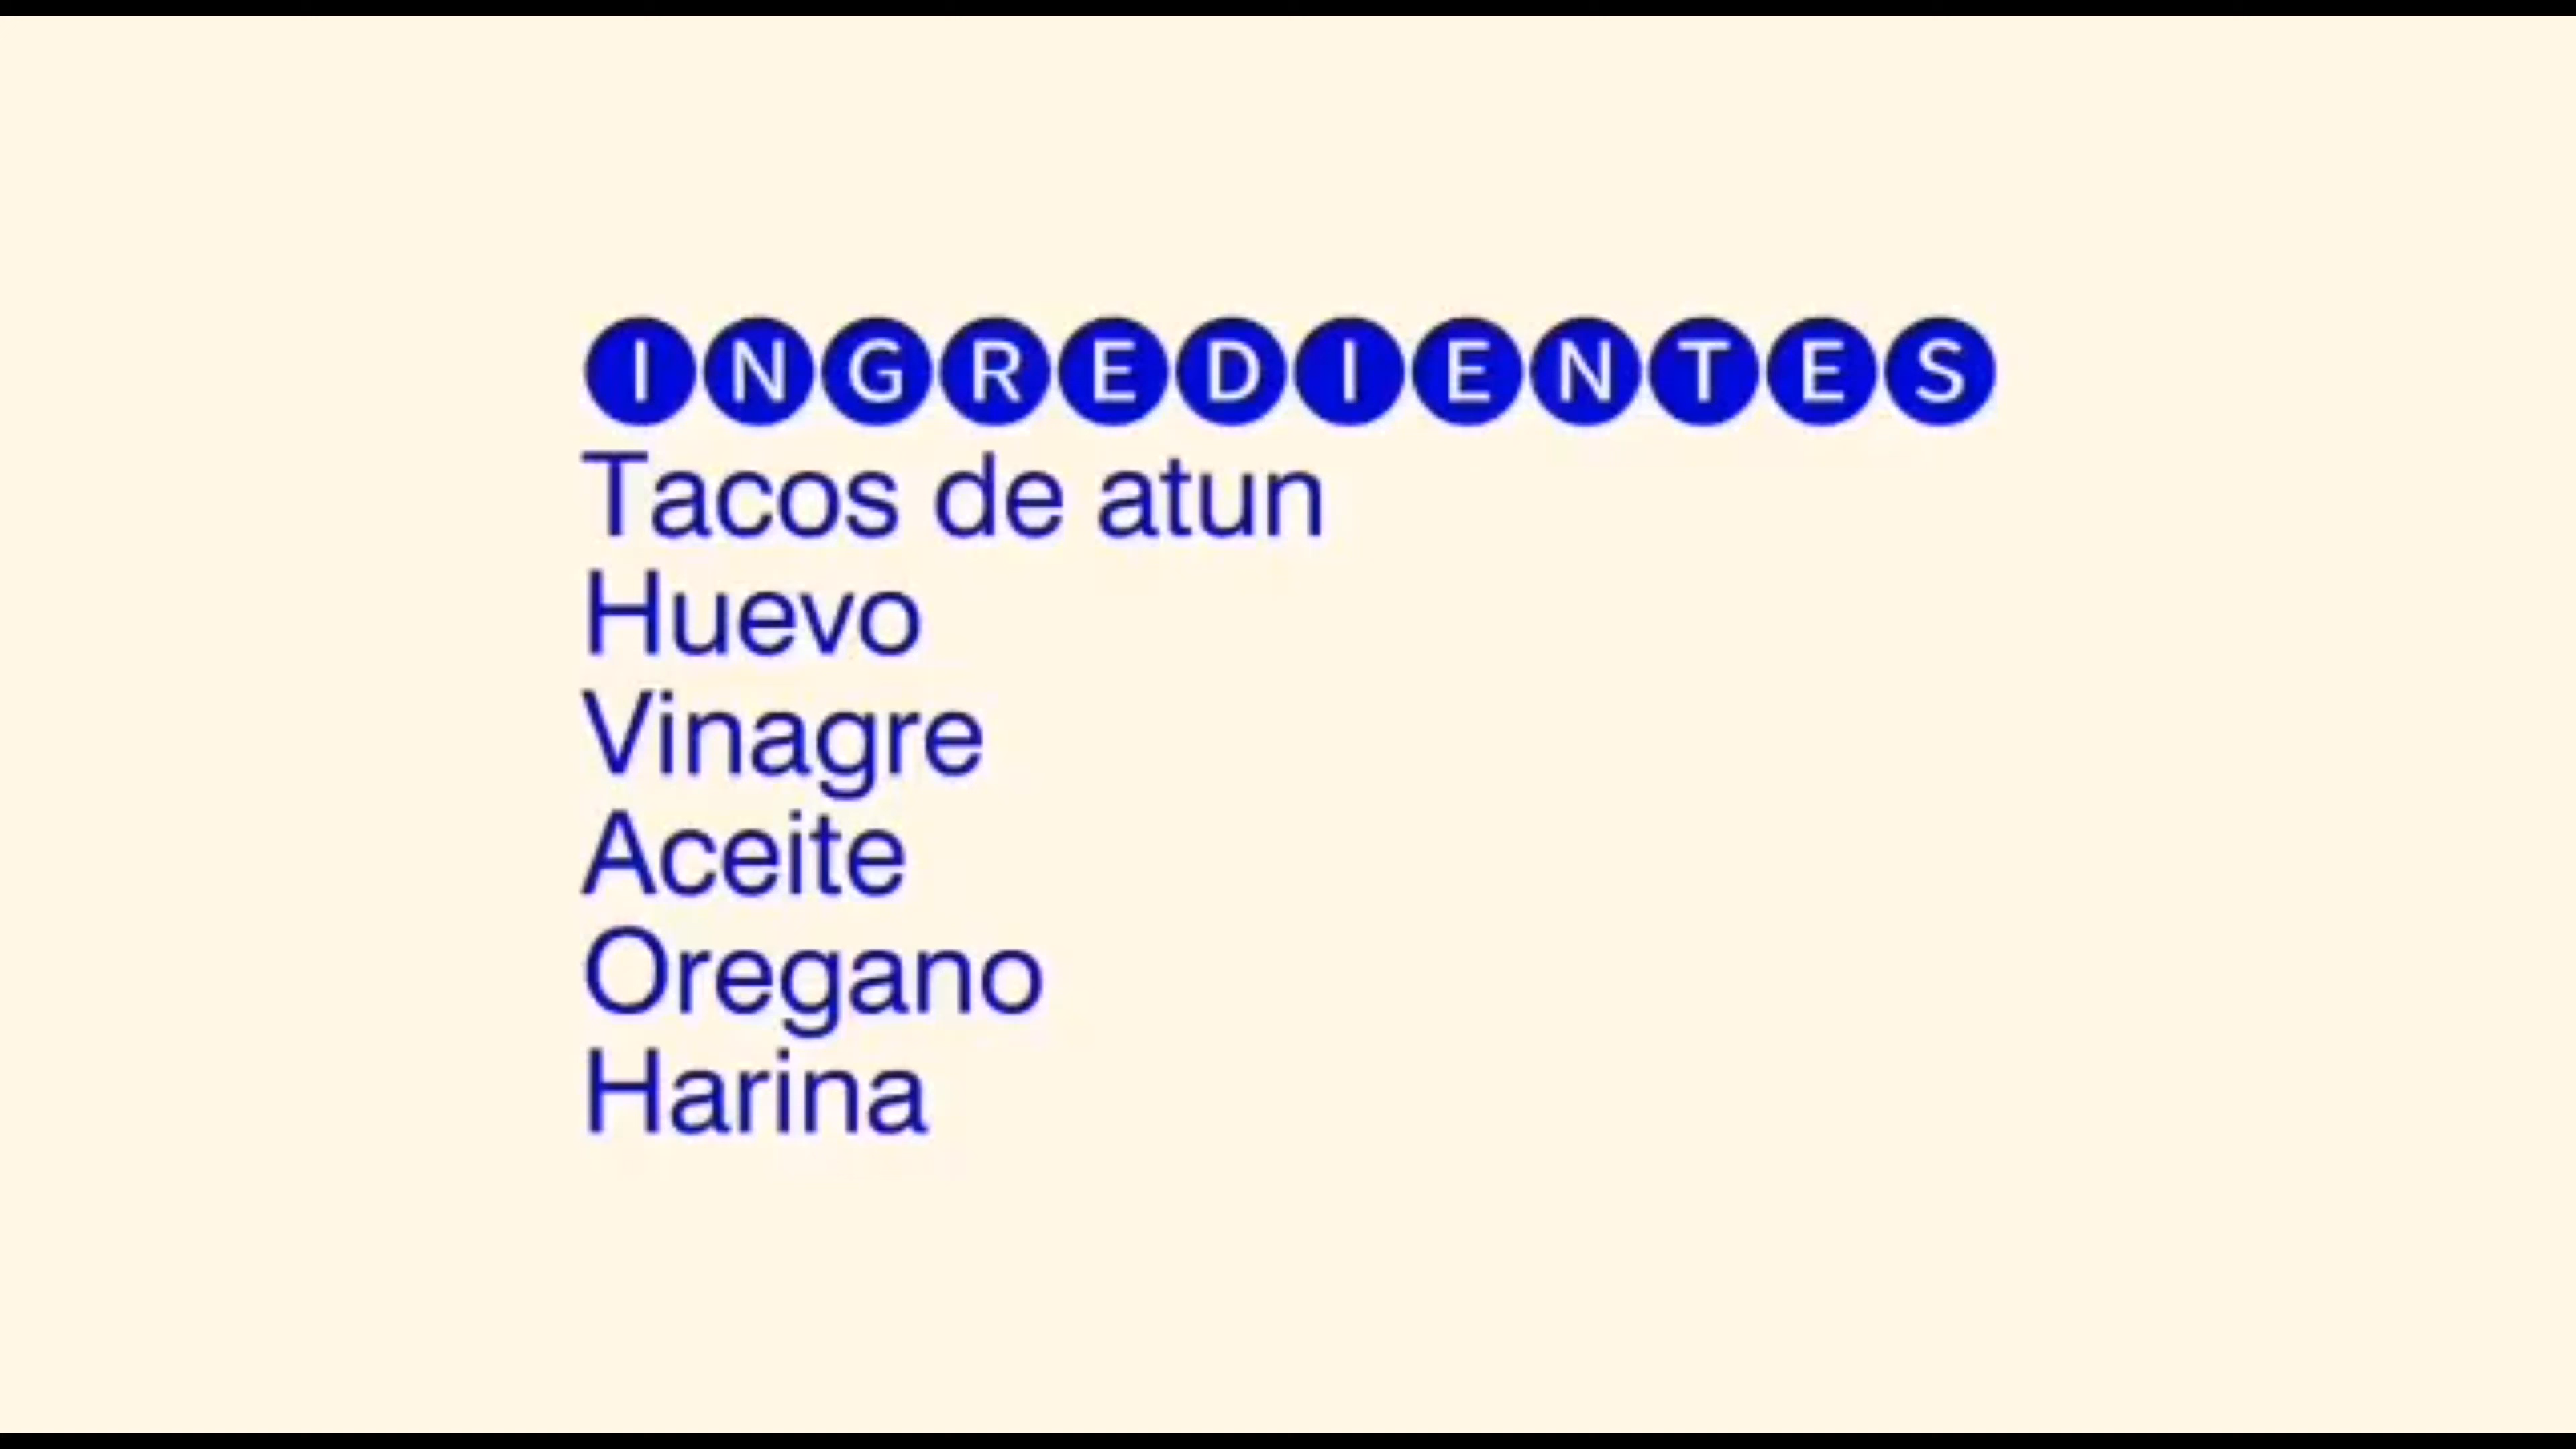 INGREDIENTES
Tacos de atun
Huevo
Vinagre
Aceite
Oregano
Harina